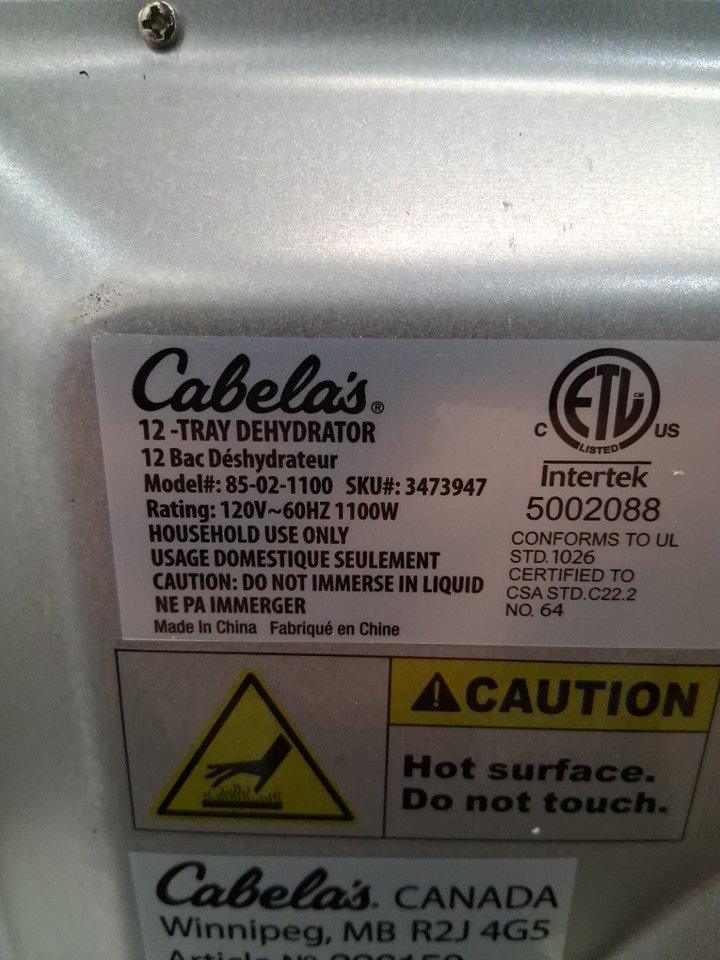 Cabela's®
12 -TRAY DEHYDRATOR
12 Bac Déshydrateur
Model#: 85-02-1100 SKU#: 3473947
Rating: 120V~60HZ 1100W
HOUSEHOLD USE ONLY
USAGE DOMESTIQUE SEULEMENT
CAUTION: DO NOT IMMERSE IN LIQUID
NE PA IMMERGER
Made In China Fabriqué en Chine
ETL CM
C US
LISTED
Intertek
5002088
CONFORMS TO UL
STD.1026
CERTIFIED TO
CSA STD.C22.2
NO. 64
CAUTION
Hot surface.
Do not touch.
Cabela's. CANADA
Winnipeg, MB R2J 4G5
Article Nº